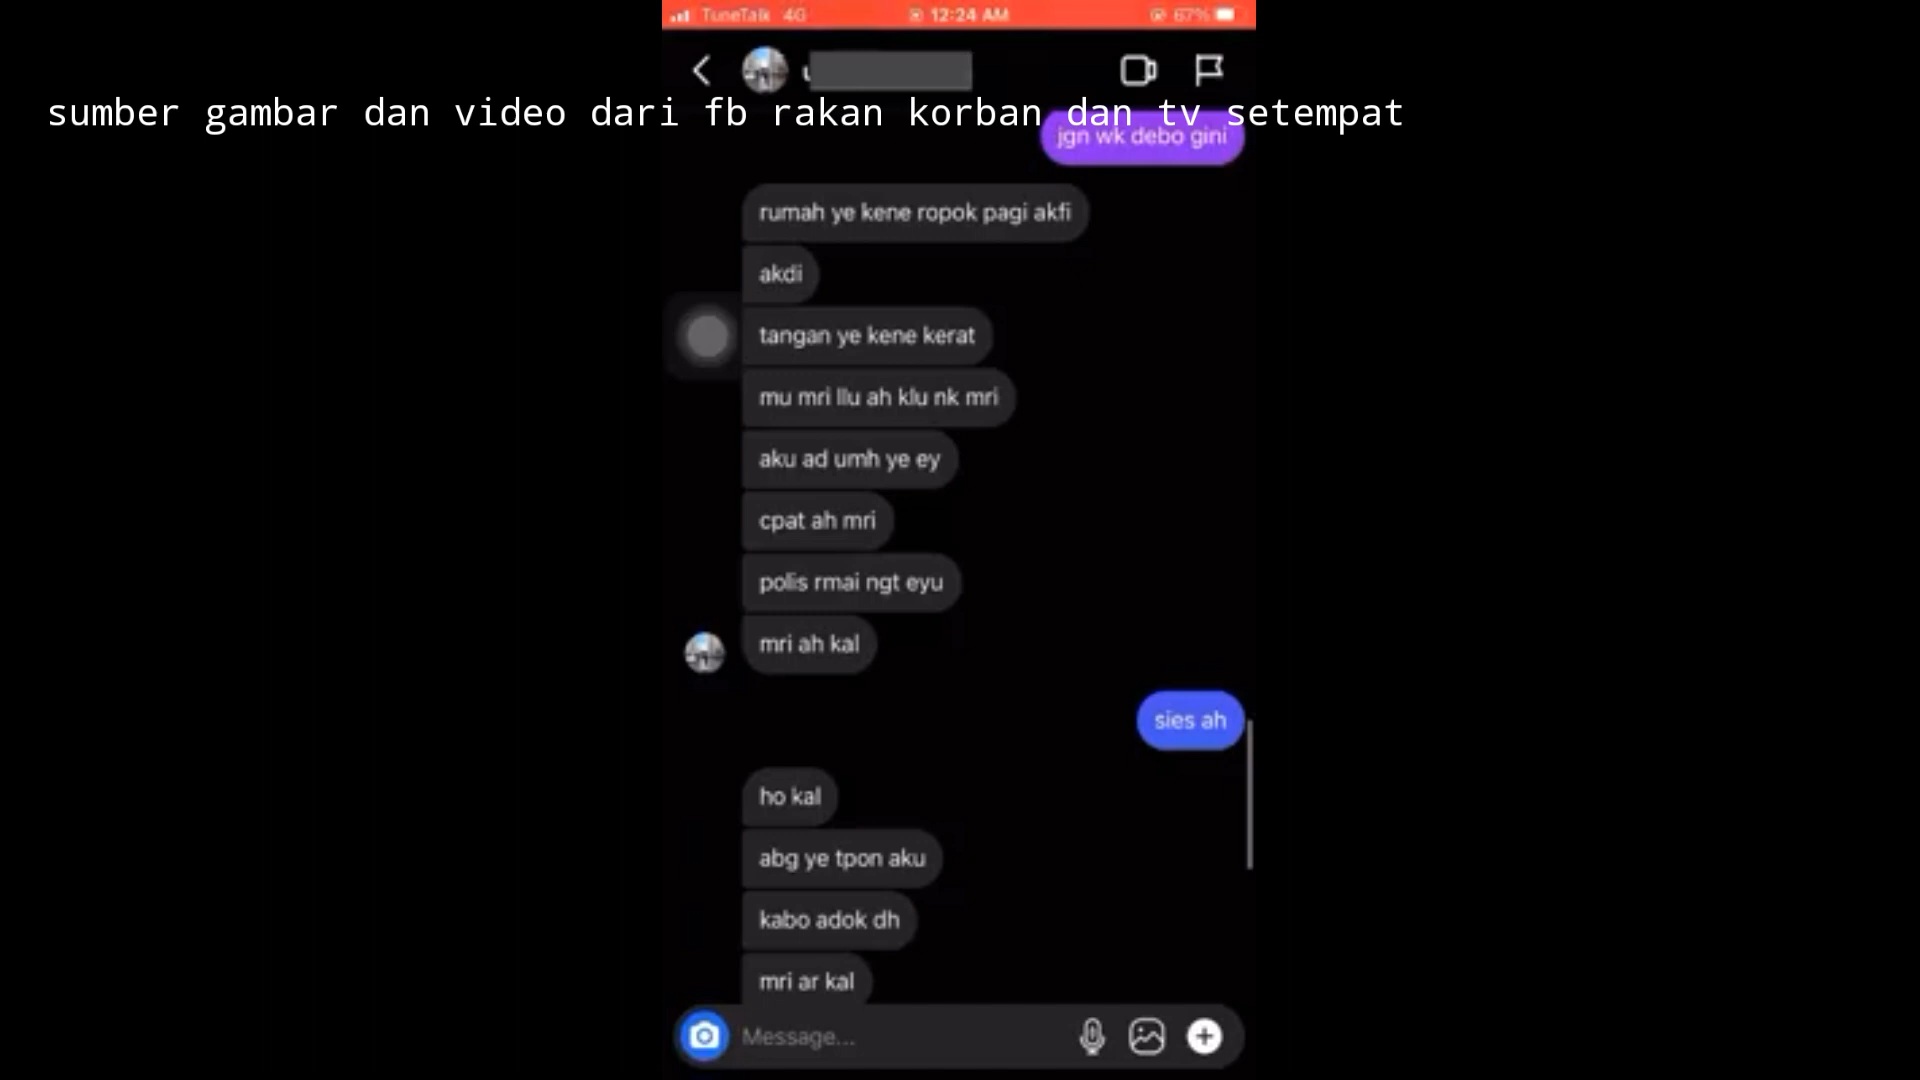 TuneTalk 4G 12:24 AM 67%
sumber gambar dan video dari fb rakan korban dan tv setempat
jgn wk debo gini
rumah ye kene ropok pagi akfi
akdi
tangan ye kene kerat
mu mri llu ah klu nk mri
aku ad umh ye ey
cpat ah mri
polis rmai ngt eyu
mri ah kal
sies ah
ho kal
abg ye tpon aku
kabo adok dh
mri ar kal
Message...